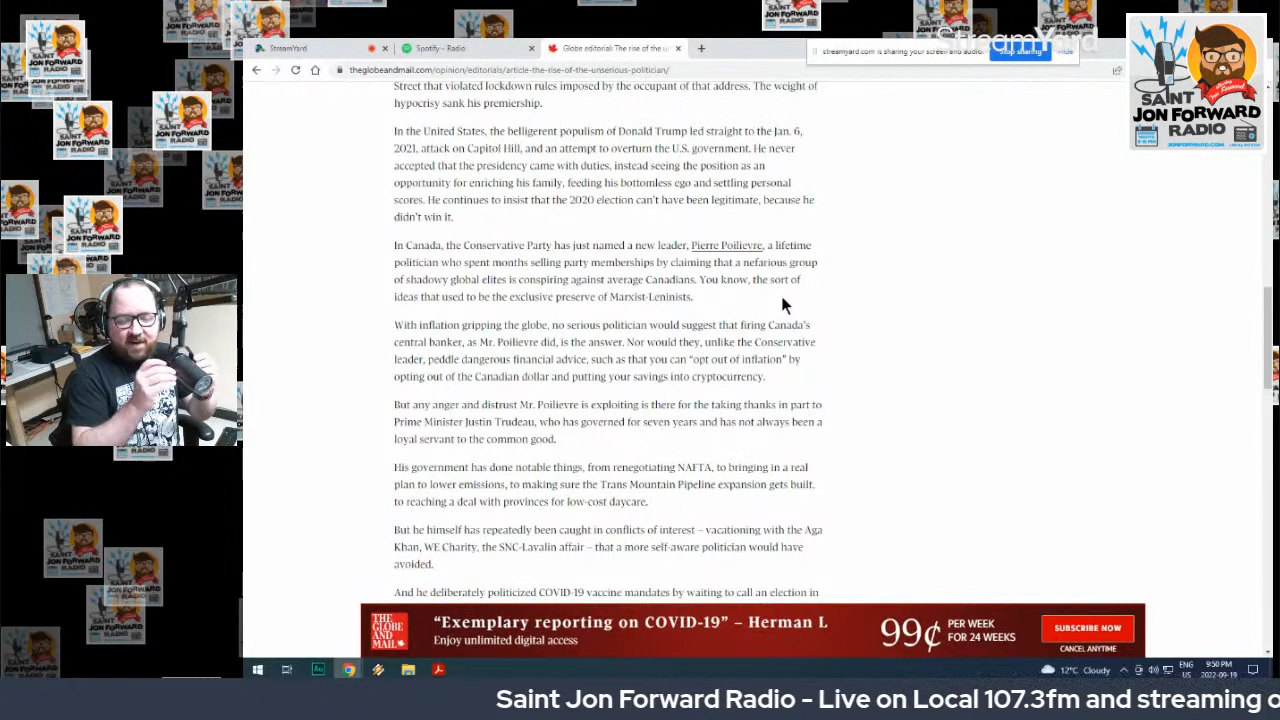 StreamYard
Spotify – Radio
Globe editorial: The rise of the u
streamyard.com is sharing your screen and audio.
Stop sharing
Hide
theglobeandmail.com/opinion/editorials/article-the-rise-of-the-unserious-politician/
SAINT
JON FORWARD
RADIO
JONFORWARD.COM
Street that violated lockdown rules imposed by the occupant of that address. The weight of
hypocrisy sank his premiership.
In the United States, the belligerent populism of Donald Trump led straight to the Jan. 6,
2021, attack on Capitol Hill, and an attempt to overturn the U.S. government. He never
accepted that the presidency came with duties, instead seeing the position as an
opportunity for enriching his family, feeding his bottomless ego and settling personal
scores. He continues to insist that the 2020 election can't have been legitimate, because he
didn't win it.
In Canada, the Conservative Party has just named a new leader, Pierre Poilievre, a lifetime
politician who spent months selling party memberships by claiming that a nefarious group
of shadowy global elites is conspiring against average Canadians. You know, the sort of
ideas that used to be the exclusive preserve of Marxist-Leninists.
With inflation gripping the globe, no serious politician would suggest that firing Canada's
central banker, as Mr. Poilievre did, is the answer. Nor would they, unlike the Conservative
leader, peddle dangerous financial advice, such as that you can “opt out of inflation” by
opting out of the Canadian dollar and putting your savings into cryptocurrency.
But any anger and distrust Mr. Poilievre is exploiting is there for the taking thanks in part to
Prime Minister Justin Trudeau, who has governed for seven years and has not always been a
loyal servant to the common good.
His government has done notable things, from renegotiating NAFTA, to bringing in a real
plan to lower emissions, to making sure the Trans Mountain Pipeline expansion gets built,
to reaching a deal with provinces for low-cost daycare.
But he himself has repeatedly been caught in conflicts of interest – vacationing with the Aga
Khan, WE Charity, the SNC-Lavalin affair – that a more self-aware politician would have
avoided.
And he deliberately politicized COVID-19 vaccine mandates by waiting to call an election in
THE
GLOBE
AND
MAIL
“Exemplary reporting on COVID-19” – Herman L
Enjoy unlimited digital access
99¢
PER WEEK
FOR 24 WEEKS
SUBSCRIBE NOW
CANCEL ANYTIME
12°C Cloudy
ENG
US
9:50 PM
2022-09-19
Saint Jon Forward Radio - Live on Local 107.3fm and streaming o